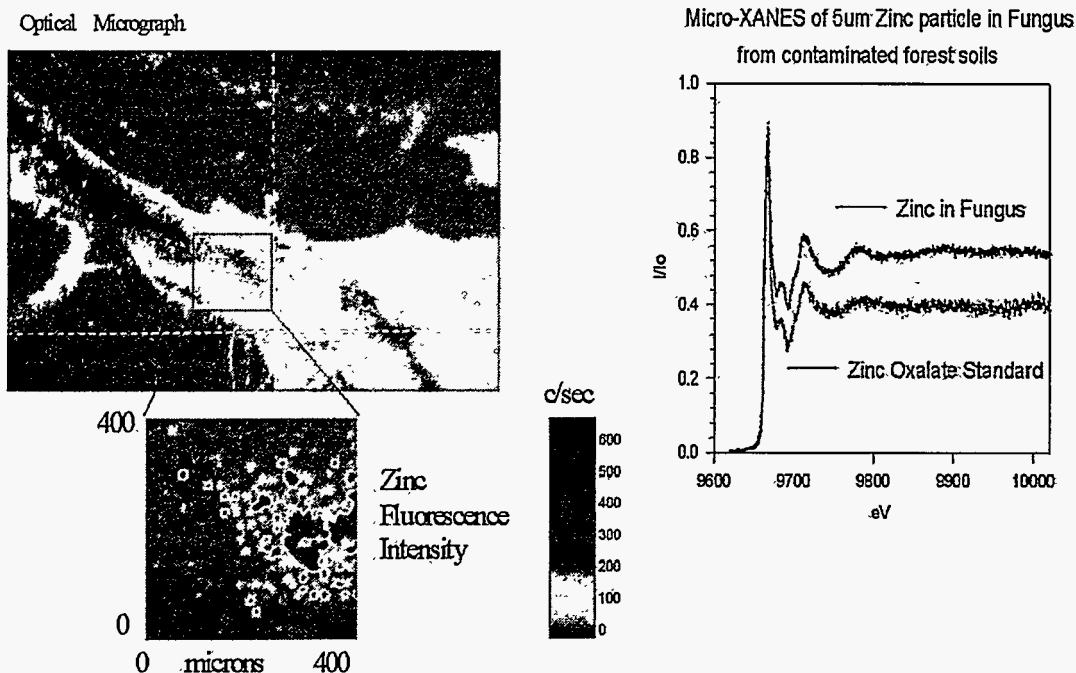 Optical Micrograph
400
0
0 microns 400
Zinc
Fluorescence
Intensity
c/sec
600
500
400
300
200
100
0
Micro-XANES of 5um Zinc particle in Fungus
from contaminated forest soils
I/Io
1.0
0.8
0.6
0.4
0.2
0.0
Zinc in Fungus
Zinc Oxalate Standard
9600 9700 9800 9900 10000
eV